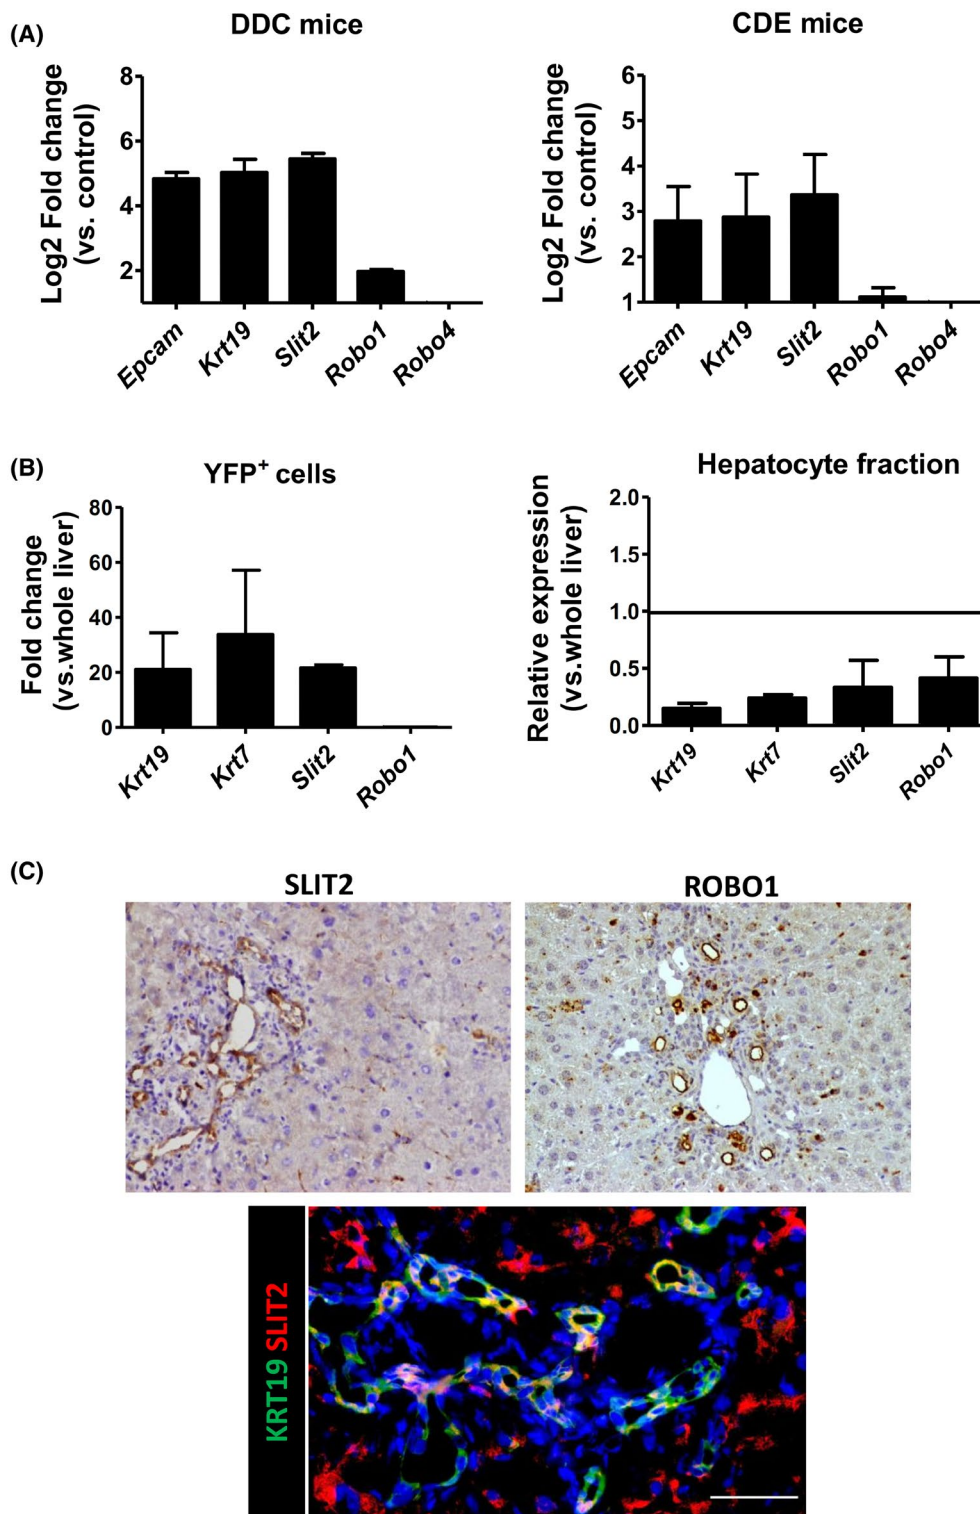 (A)
DDC mice
CDE mice
Log2 Fold change
(vs. control)
8
6
4
2
Epcam
Krt19
Slit2
Robo1
Robo4
Log2 Fold change
(vs. control)
6
5
4
3
2
1
Epcam
Krt19
Slit2
Robo1
Robo4
(B)
YFP⁺ cells
Hepatocyte fraction
Fold change
(vs.whole liver)
80
60
40
20
0
Krt19
Krt7
Slit2
Robo1
Relative expression
(vs.whole liver)
2.0
1.5
1.0
0.5
0.0
Krt19
Krt7
Slit2
Robo1
(C)
SLIT2
ROBO1
KRT19 SLIT2